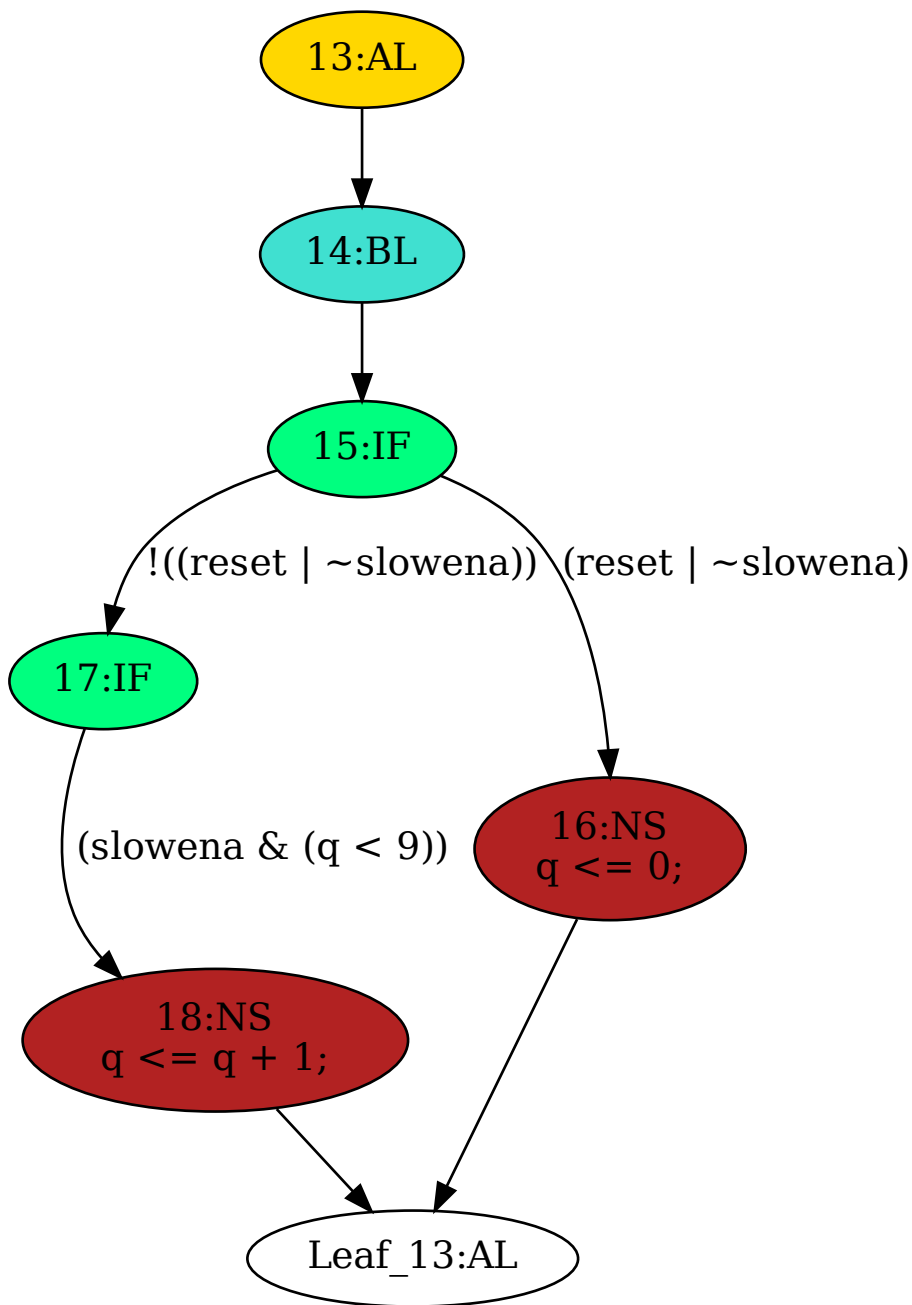 13:AL
14:BL
15:IF
!((reset | ~slowena))
(reset | ~slowena)
17:IF
(slowena & (q < 9))
16:NS
q <= 0;
18:NS
q <= q + 1;
Leaf_13:AL